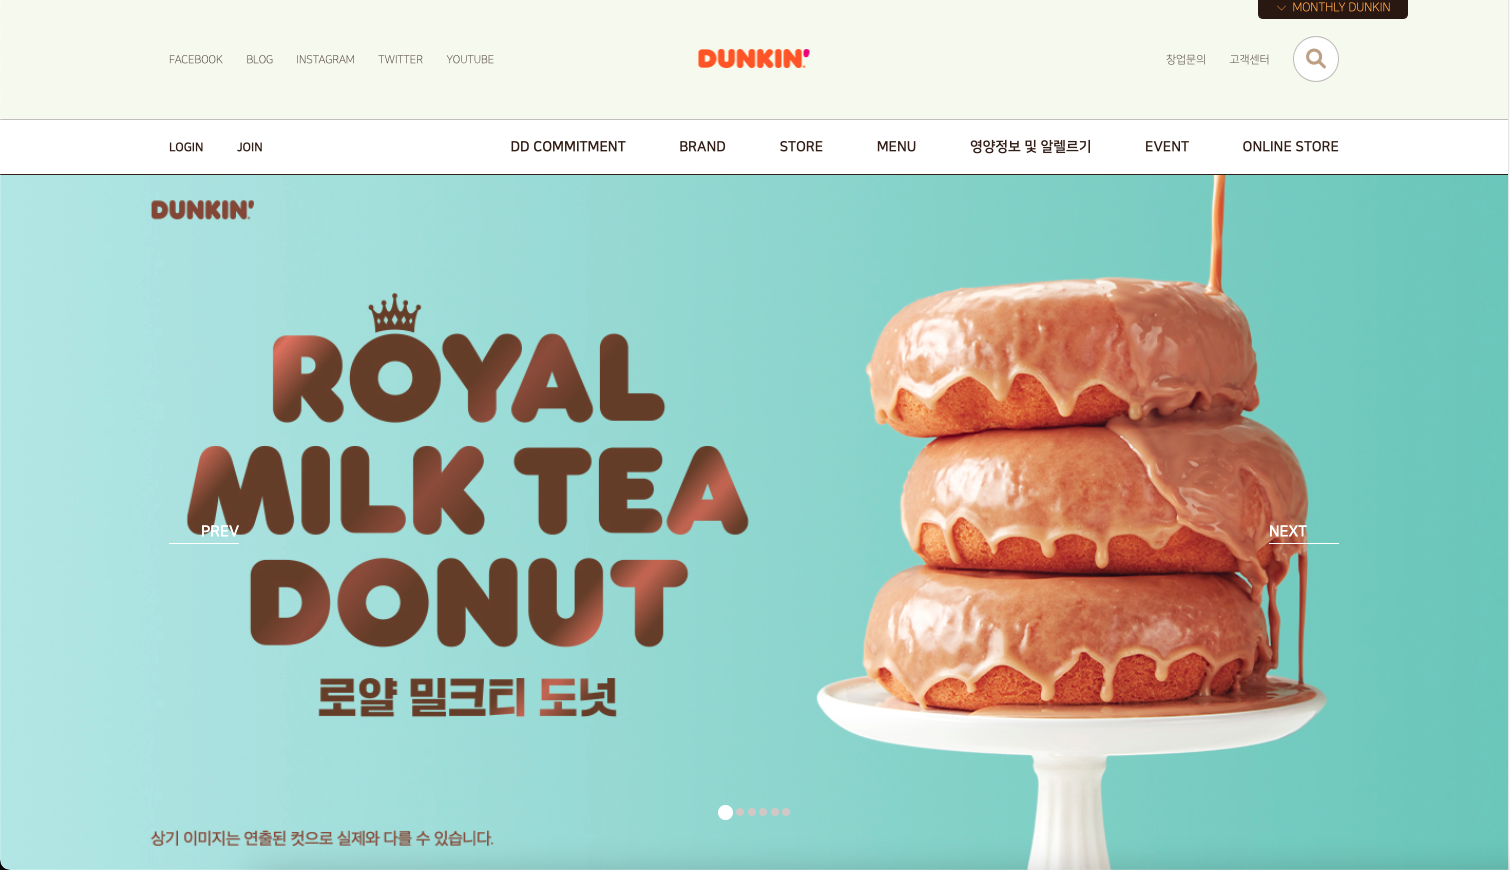 MONTHLY DUNKIN
FACEBOOK BLOG INSTAGRAM TWITTER YOUTUBE
DUNKIN'
창업문의 고객센터
LOGIN JOIN
DD COMMITMENT BRAND STORE MENU 영양정보 및 알렐르기 EVENT ONLINE STORE
DUNKIN'
ROYAL
MILK TEA
DONUT
PREV
NEXT
로얄 밀크티 도넛
상기 이미지는 연출된 컷으로 실제와 다를 수 있습니다.